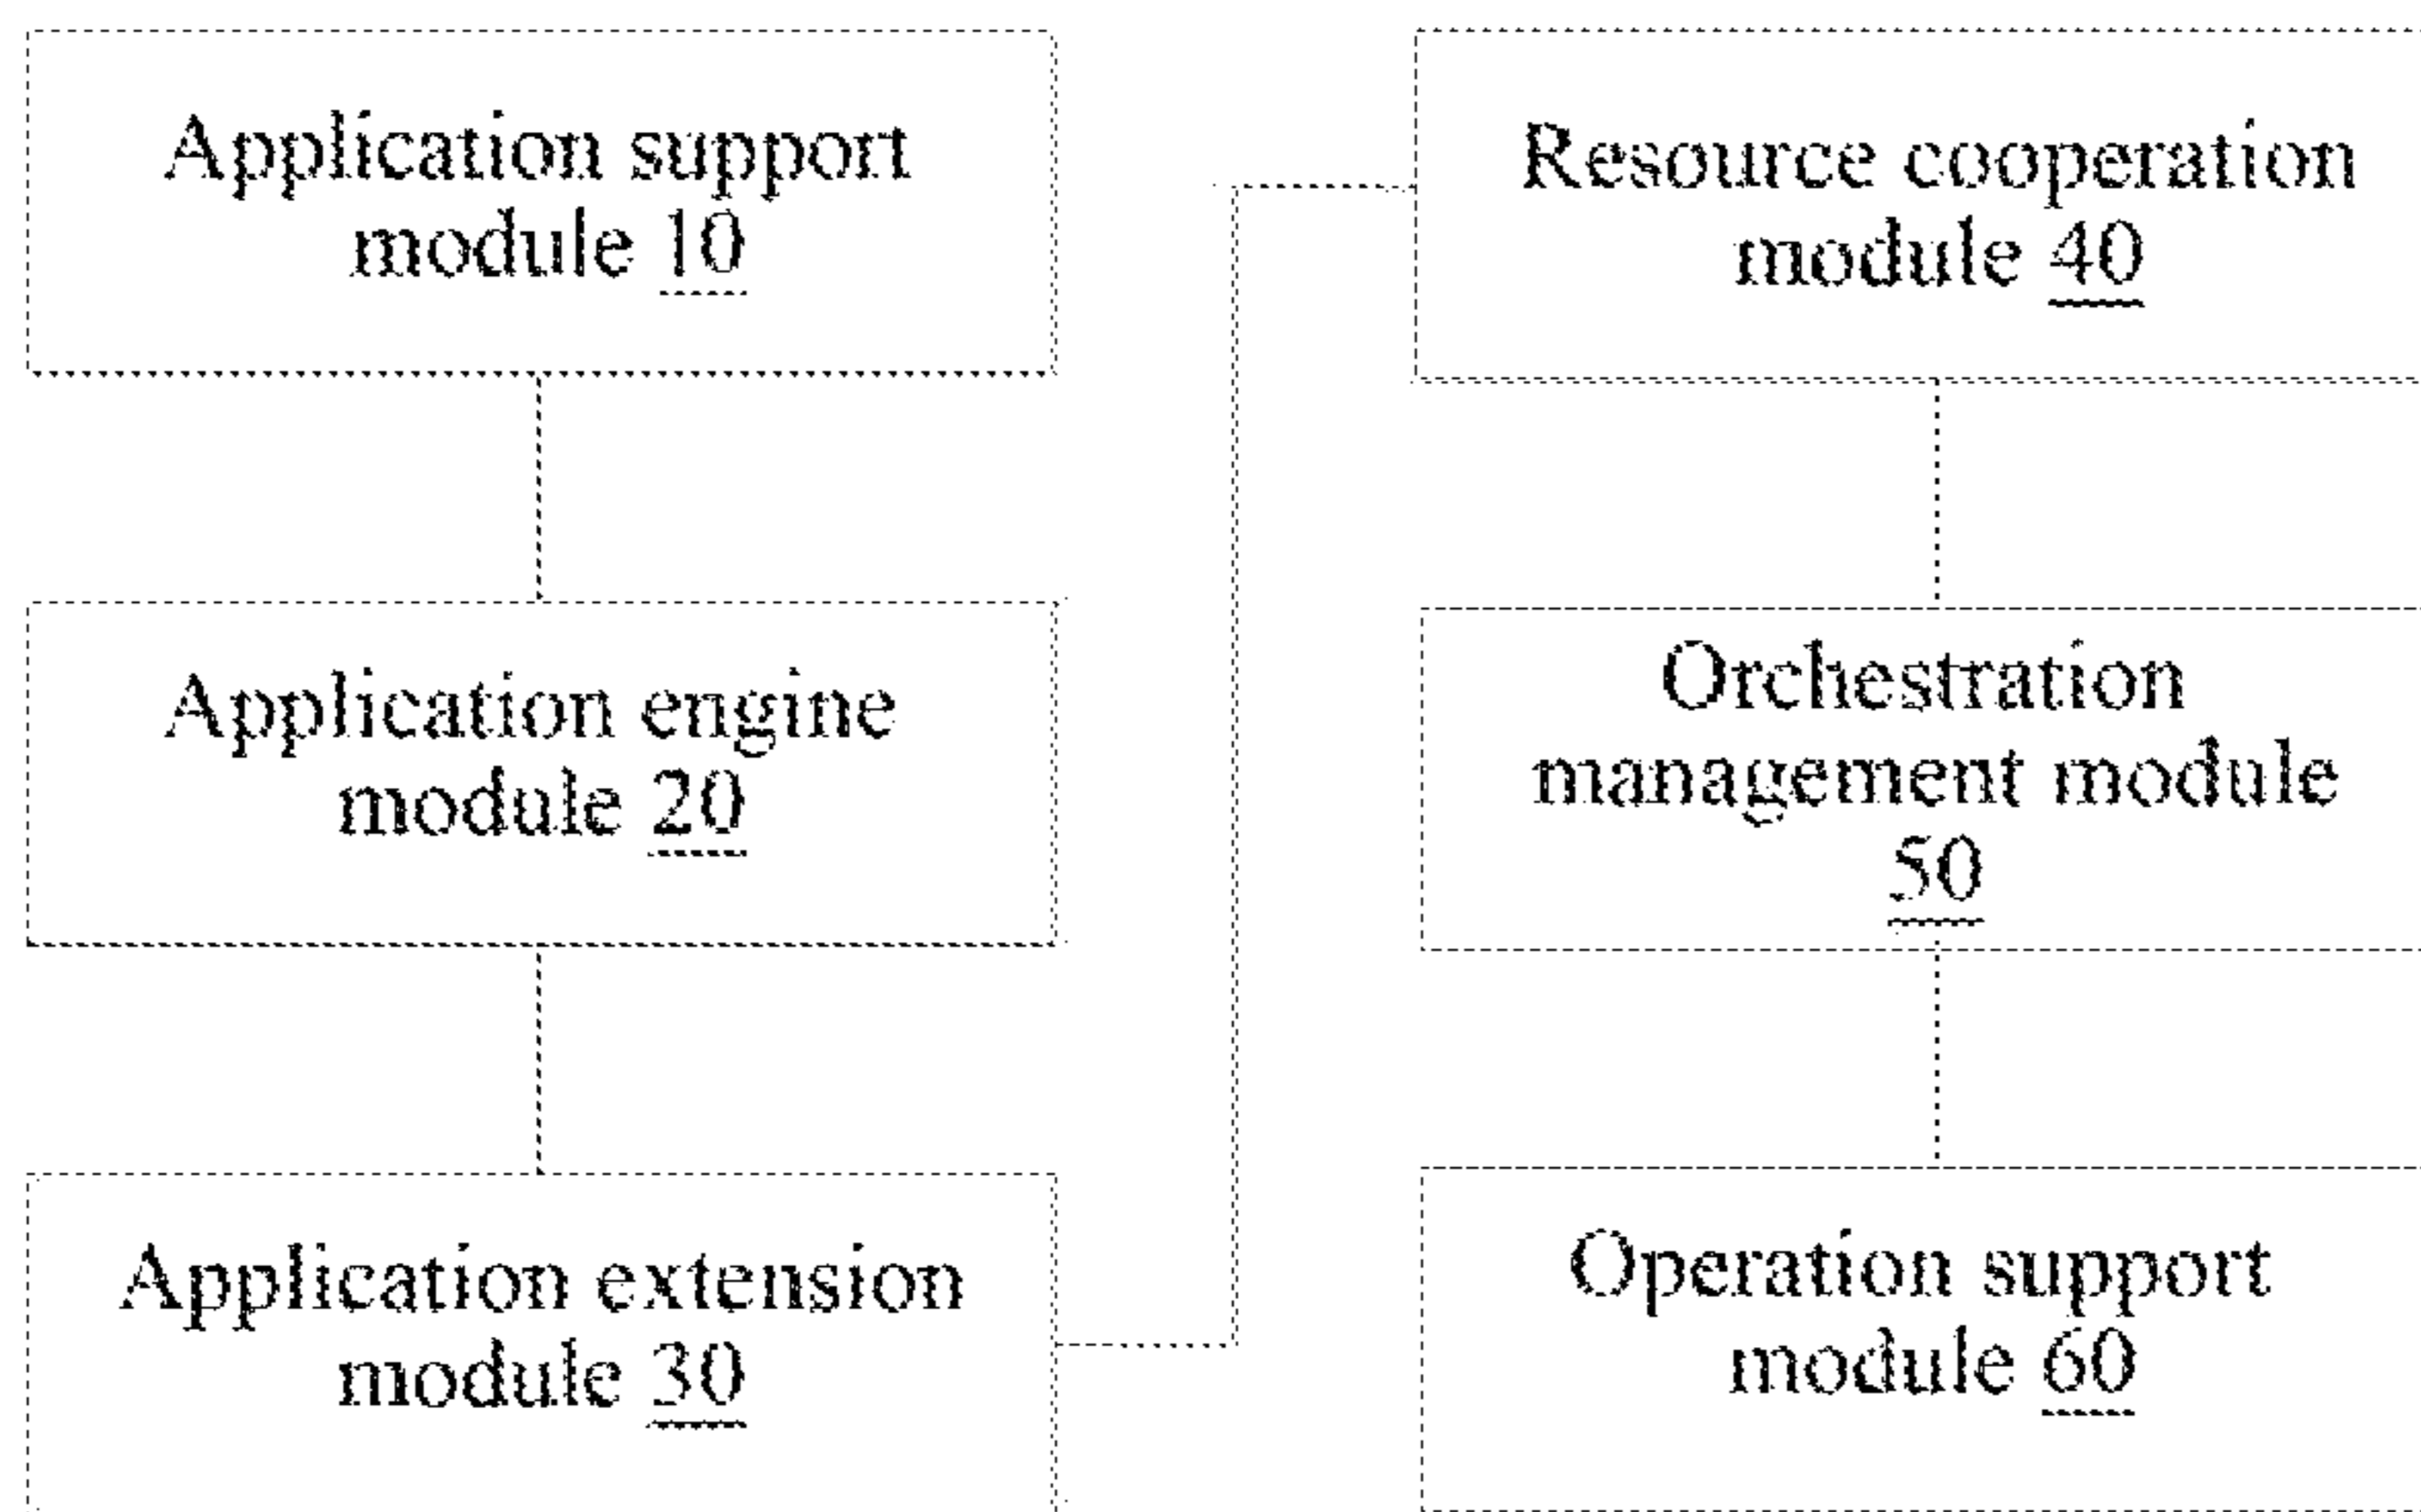 Application support
module 10
Application engine
module 20
Application extension
module 30
Resource cooperation
module 40
Orchestration
management module
50
Operation support
module 60